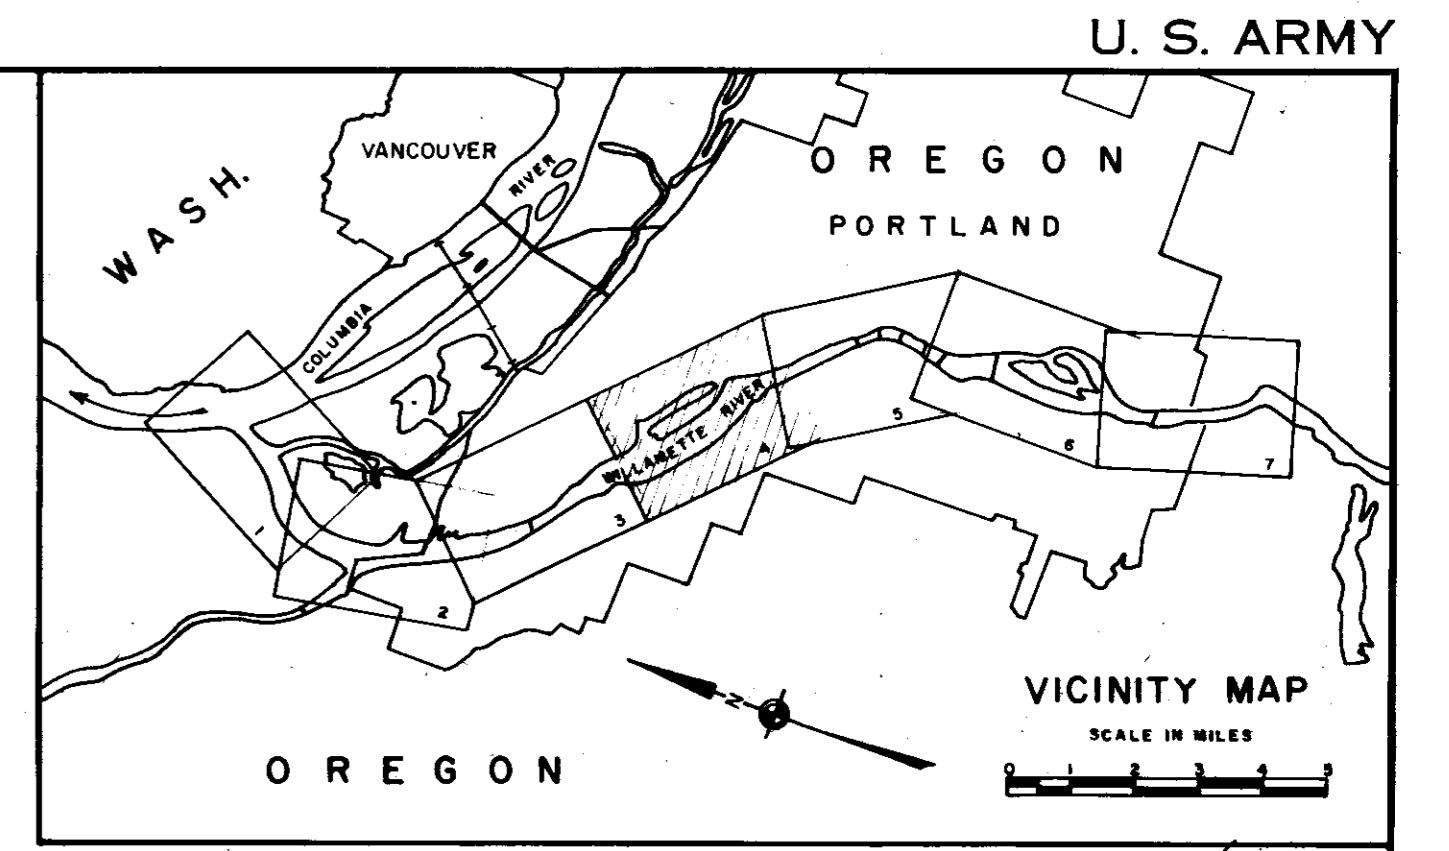 U. S. ARMY
WASH.
VANCOUVER
RIVER
OREGON
PORTLAND
COLUMBIA
WILLAMETTE RIVER
1
2
3
4
5
6
7
N
OREGON
VICINITY MAP
SCALE IN MILES
0 1 2 3 4 5